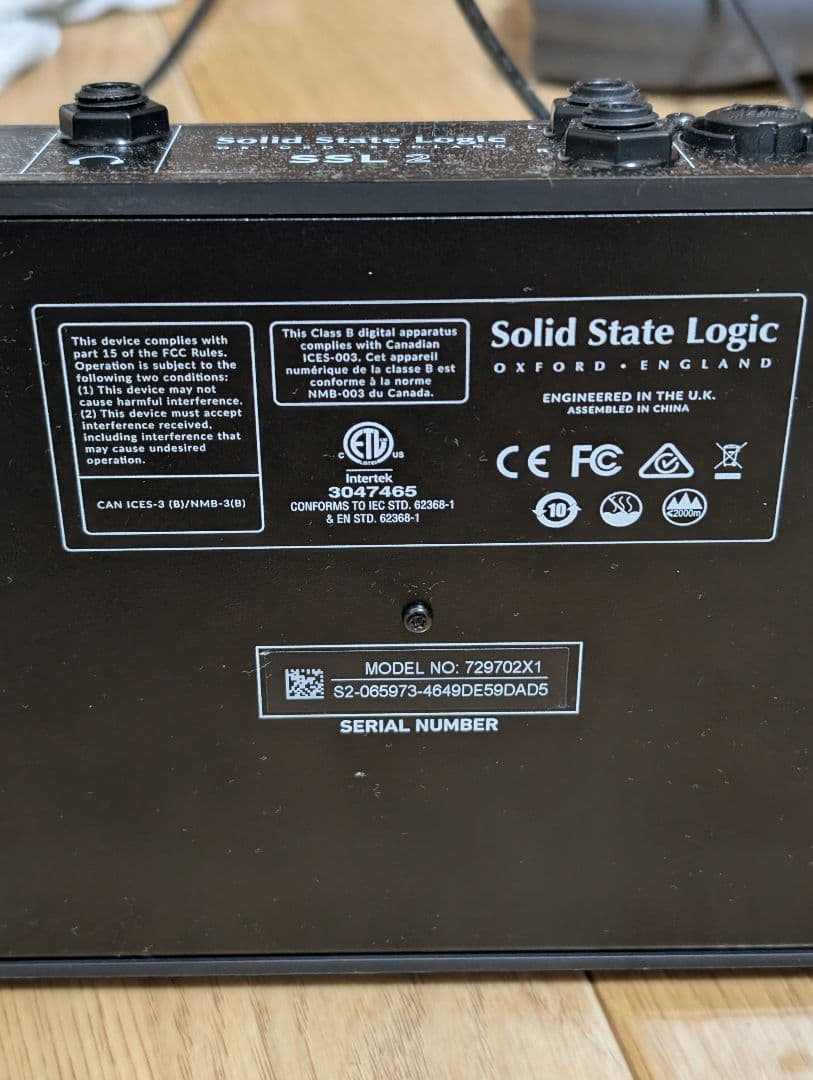 Solid State Logic
SSL 2
This device complies with
part 15 of the FCC Rules.
Operation is subject to the
following two conditions:
(1) This device may not
cause harmful interference.
(2) This device must accept
interference received,
including interference that
may cause undesired
operation.
CAN ICES-3 (B)/NMB-3(B)
This Class B digital apparatus
complies with Canadian
ICES-003. Cet appareil
numérique de la classe B est
conforme à la norme
NMB-003 du Canada.
C ETL US
LISTED
Intertek
3047465
CONFORMS TO IEC STD. 62368-1
& EN STD. 62368-1
Solid State Logic
OXFORD • ENGLAND
ENGINEERED IN THE U.K.
ASSEMBLED IN CHINA
CE FC
10
≤2000m
MODEL NO: 729702X1
S2-065973-4649DE59DAD5
SERIAL NUMBER